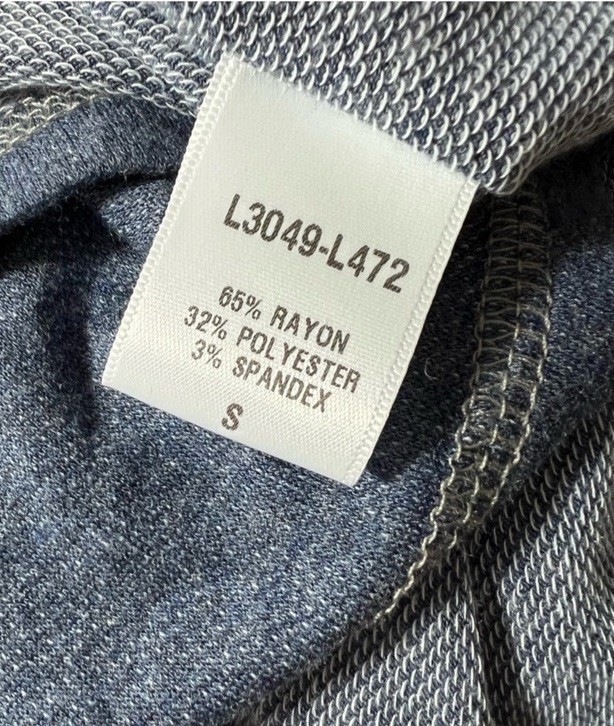 L3049-L472
65% RAYON
32% POLYESTER
3% SPANDEX
S